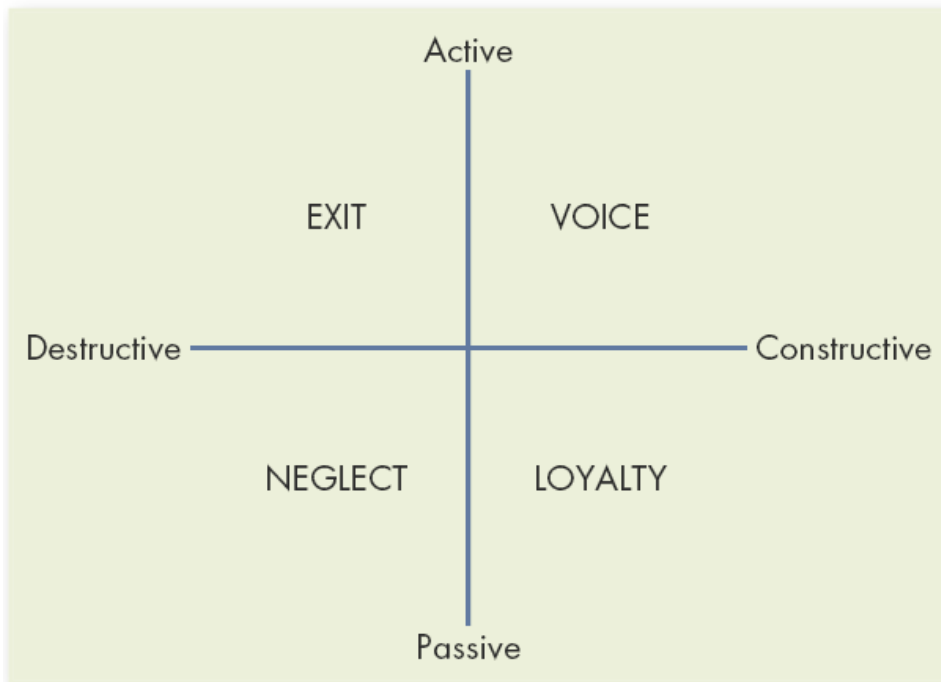 Active
EXIT VOICE
Destructive Constructive
NEGLECT LOYALTY
Passive